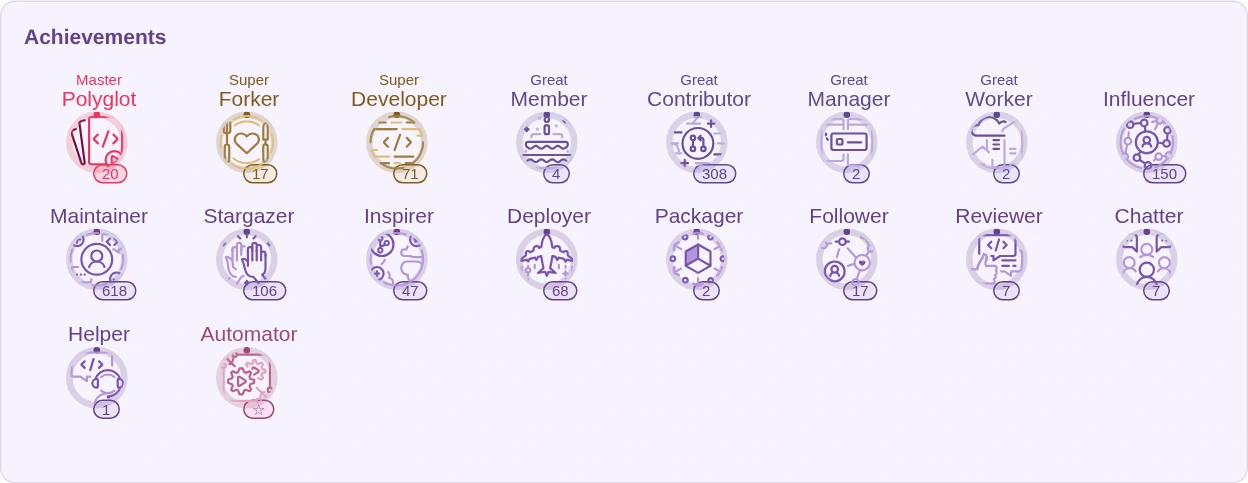 Achievements
Master Super Super Great Great Great Great
Polyglot Forker Developer Member Contributor Manager Worker Influencer
20 17 71 4 308 2 2 150
Maintainer Stargazer Inspirer Deployer Packager Follower Reviewer Chatter
618 106 47 68 2 17 7 7
Helper Automator
1 ☆